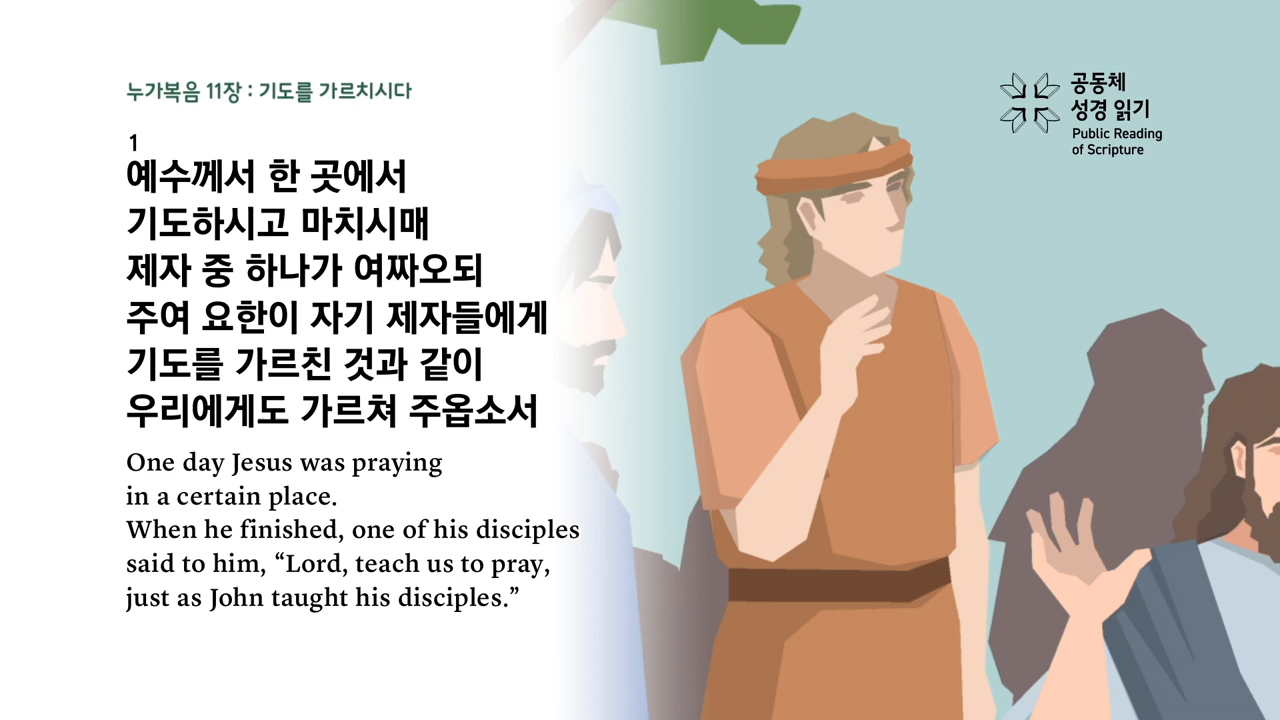 누가복음 11장 : 기도를 가르치시다
1
예수께서 한 곳에서
기도하시고 마치시매
제자 중 하나가 여짜오되
주여 요한이 자기 제자들에게
기도를 가르친 것과 같이
우리에게도 가르쳐 주옵소서
One day Jesus was praying
in a certain place.
When he finished, one of his disciples
said to him, “Lord, teach us to pray,
just as John taught his disciples.”
공동체
성경 읽기
Public Reading
of Scripture